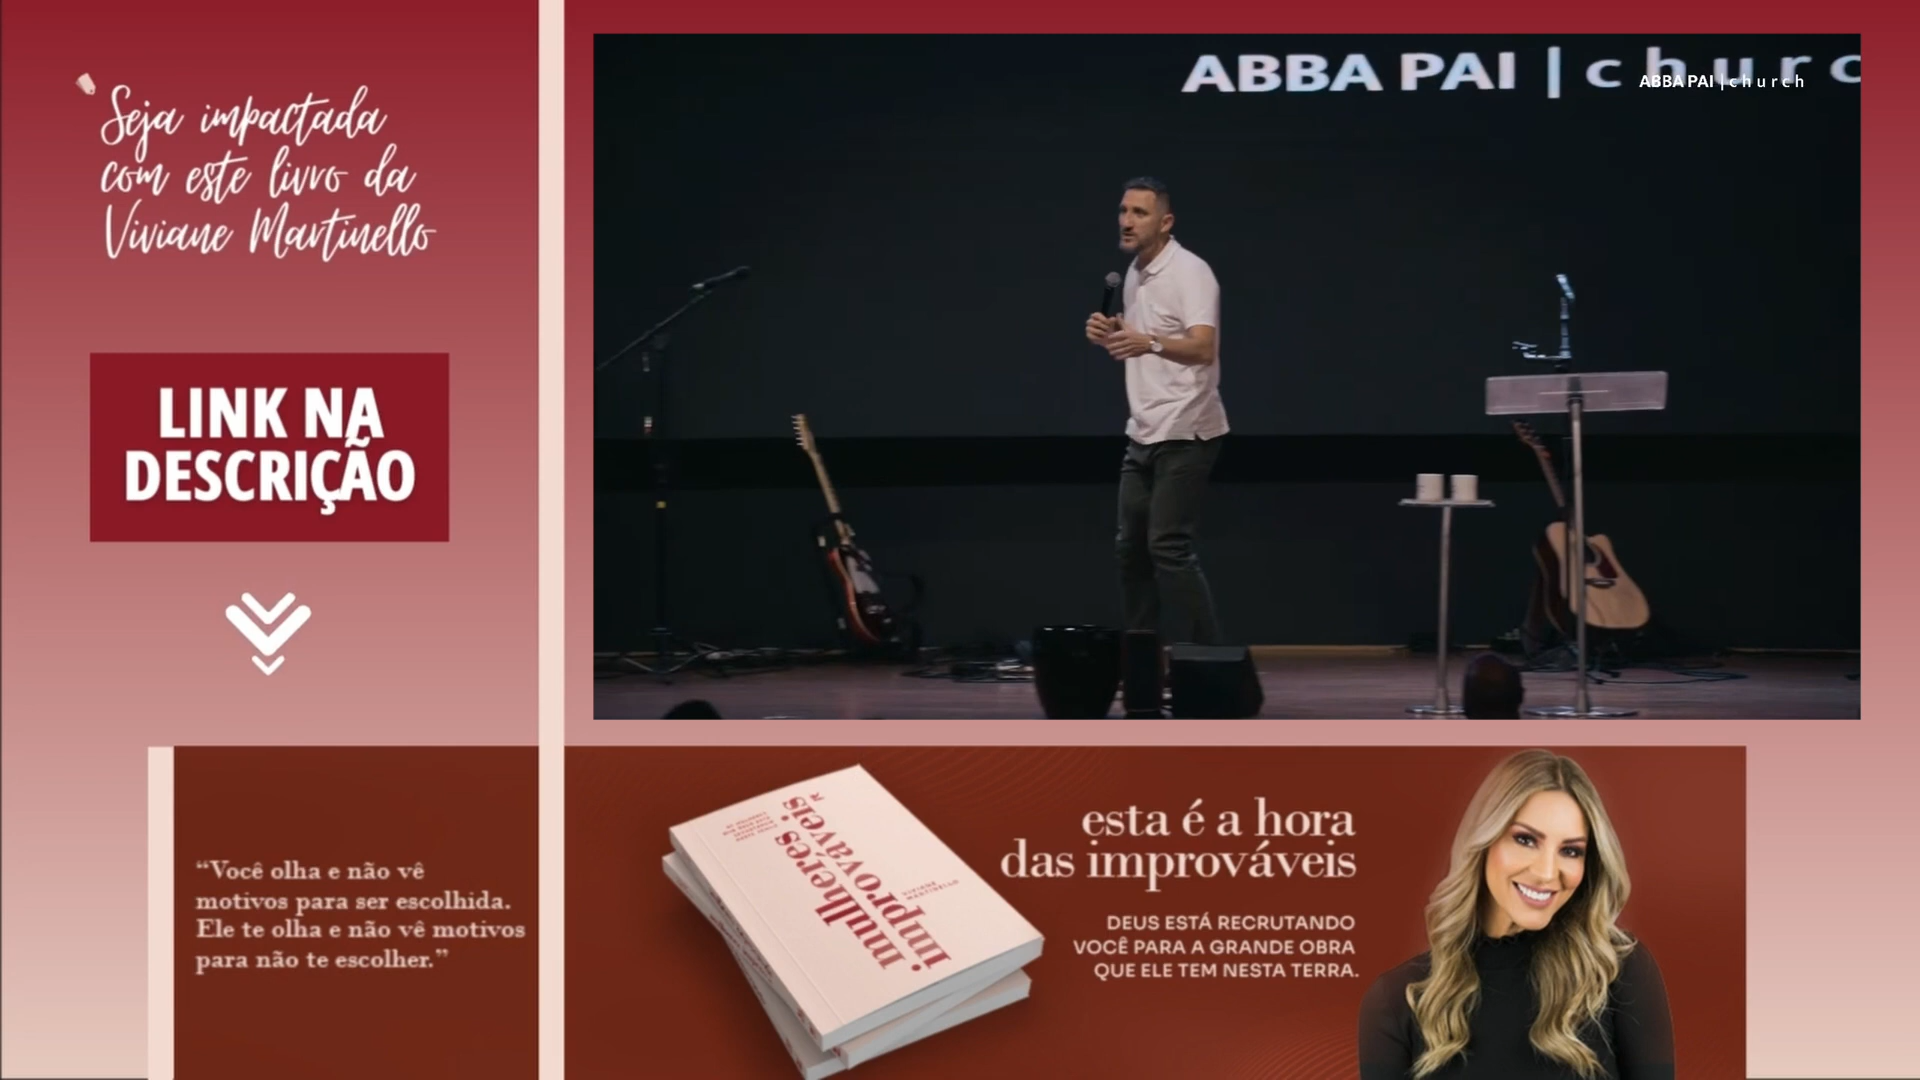 Seja impactada
com este livro da
Viviane Martinello
LINK NA
DESCRIÇÃO
ABBA PAI | churc
ABBA PAI | church
“Você olha e não vê
motivos para ser escolhida.
Ele te olha e não vê motivos
para não te escolher.”
mulheres
improváveis
esta é a hora
das improváveis
DEUS ESTÁ RECRUTANDO
VOCÊ PARA A GRANDE OBRA
QUE ELE TEM NESTA TERRA.